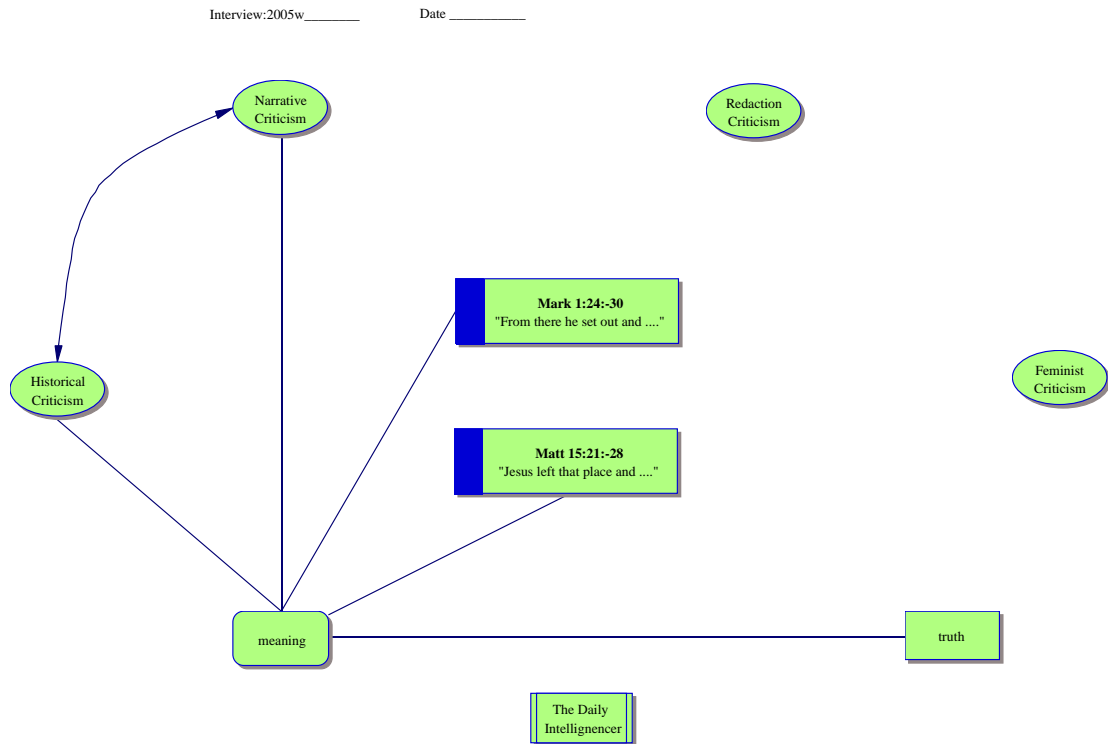 Interview:2005w________ Date ___________
Narrative
Criticism
Redaction
Criticism
Mark 1:24:-30
"From there he set out and ...."
Historical
Criticism
Feminist
Criticism
Matt 15:21:-28
"Jesus left that place and ...."
meaning
truth
The Daily
Intellignencer